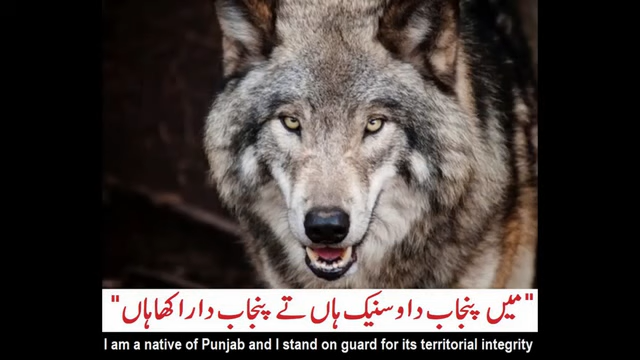 "میں پنجاب دا وسنیک ہاں تے پنجاب دا راکھا ہاں"
I am a native of Punjab and I stand on guard for its territorial integrity